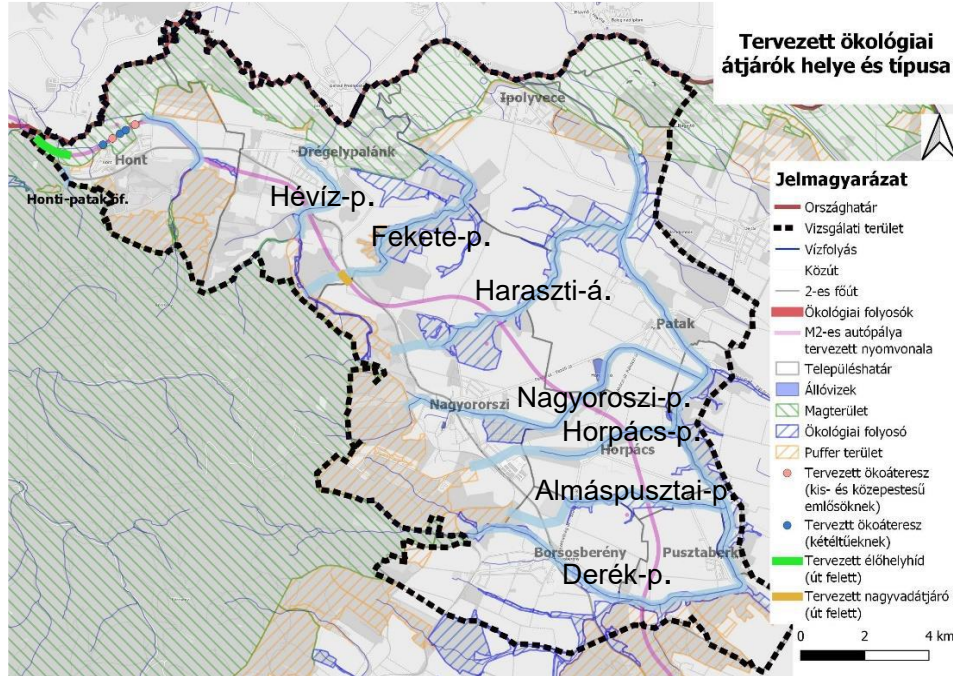 Tervezett ökológiai
átjárók helye és típusa
Ipolyvece
Drégelypalánk
Hont
Honti-patak öf.
Hévíz-p.
Fekete-p.
Haraszti-á.
Patak
Nagyororszi
Nagyoroszi-p.
Horpács-p.
Horpács
Almáspusztai-p.
Borsosberény
Pusztaberki
Derék-p.
Jelmagyarázat
Országhatár
Vizsgálati terület
Vízfolyás
Közút
2-es főút
Ökológiai folyosók
M2-es autópálya
tervezett nyomvonala
Településhatár
Állóvizek
Magterület
Ökológiai folyosó
Puffer terület
Tervezett ökoáteresz
(kis- és közepestesű
emlősöknek)
Terveztt ökoáteresz
(kétéltűeknek)
Tervezett élőhelyhíd
(út felett)
Tervezett nagyvadátjáró
(út felett)
0 2 4 km